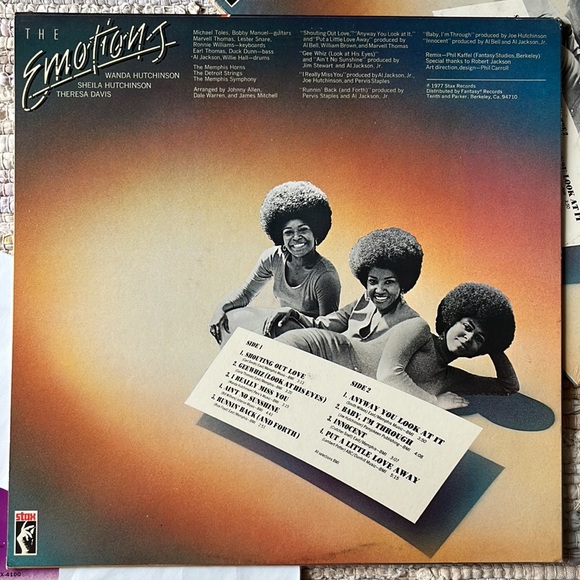 THE
Emotions
WANDA HUTCHINSON
SHEILA HUTCHINSON
THERESA DAVIS
Michael Toles, Bobby Manuel—guitars
Marvell Thomas, Lester Snare,
Ronnie Williams—keyboards
Earl Thomas, Duck Dunn—bass
Al Jackson, Willie Hall—drums
The Memphis Horns
The Detroit Strings
The Memphis Symphony
Arranged by Johnny Allen,
Dale Warren, and James Mitchell
"Shouting Out Love," "Anyway You Look at It,"
and "Put a Little Love Away" produced by
Al Bell, William Brown, and Marvell Thomas
"Gee Whiz (Look at His Eyes)"
and "Ain't No Sunshine" produced by
Jim Stewart and Al Jackson, Jr.
"I Really Miss You" produced by Al Jackson, Jr.,
Joe Hutchinson, and Pervis Staples
"Runnin' Back (and Forth)" produced by
Pervis Staples and Al Jackson, Jr.
"Baby, I'm Through" produced by Joe Hutchinson
"Innocent" produced by Al Bell and Al Jackson, Jr.
Remix—Phil Kaffel (Fantasy Studios, Berkeley)
Special thanks to Robert Jackson
Art direction, design—Phil Carroll
℗ 1977 Stax Records
Distributed by Fantasy Records
Tenth and Parker, Berkeley, CA. 94710
SIDE 1
1. SHOUTING OUT LOVE
2. GEE WHIZ (LOOK AT HIS EYES)
3. I REALLY MISS YOU
4. AIN'T NO SUNSHINE
5. RUNNIN' BACK (AND FORTH)
SIDE 2
1. ANYWAY YOU LOOK AT IT
2. BABY, I'M THROUGH
3. INNOCENT
4. PUT A LITTLE LOVE AWAY
All selections BMI
stax
LOOK AT IT
X-4100